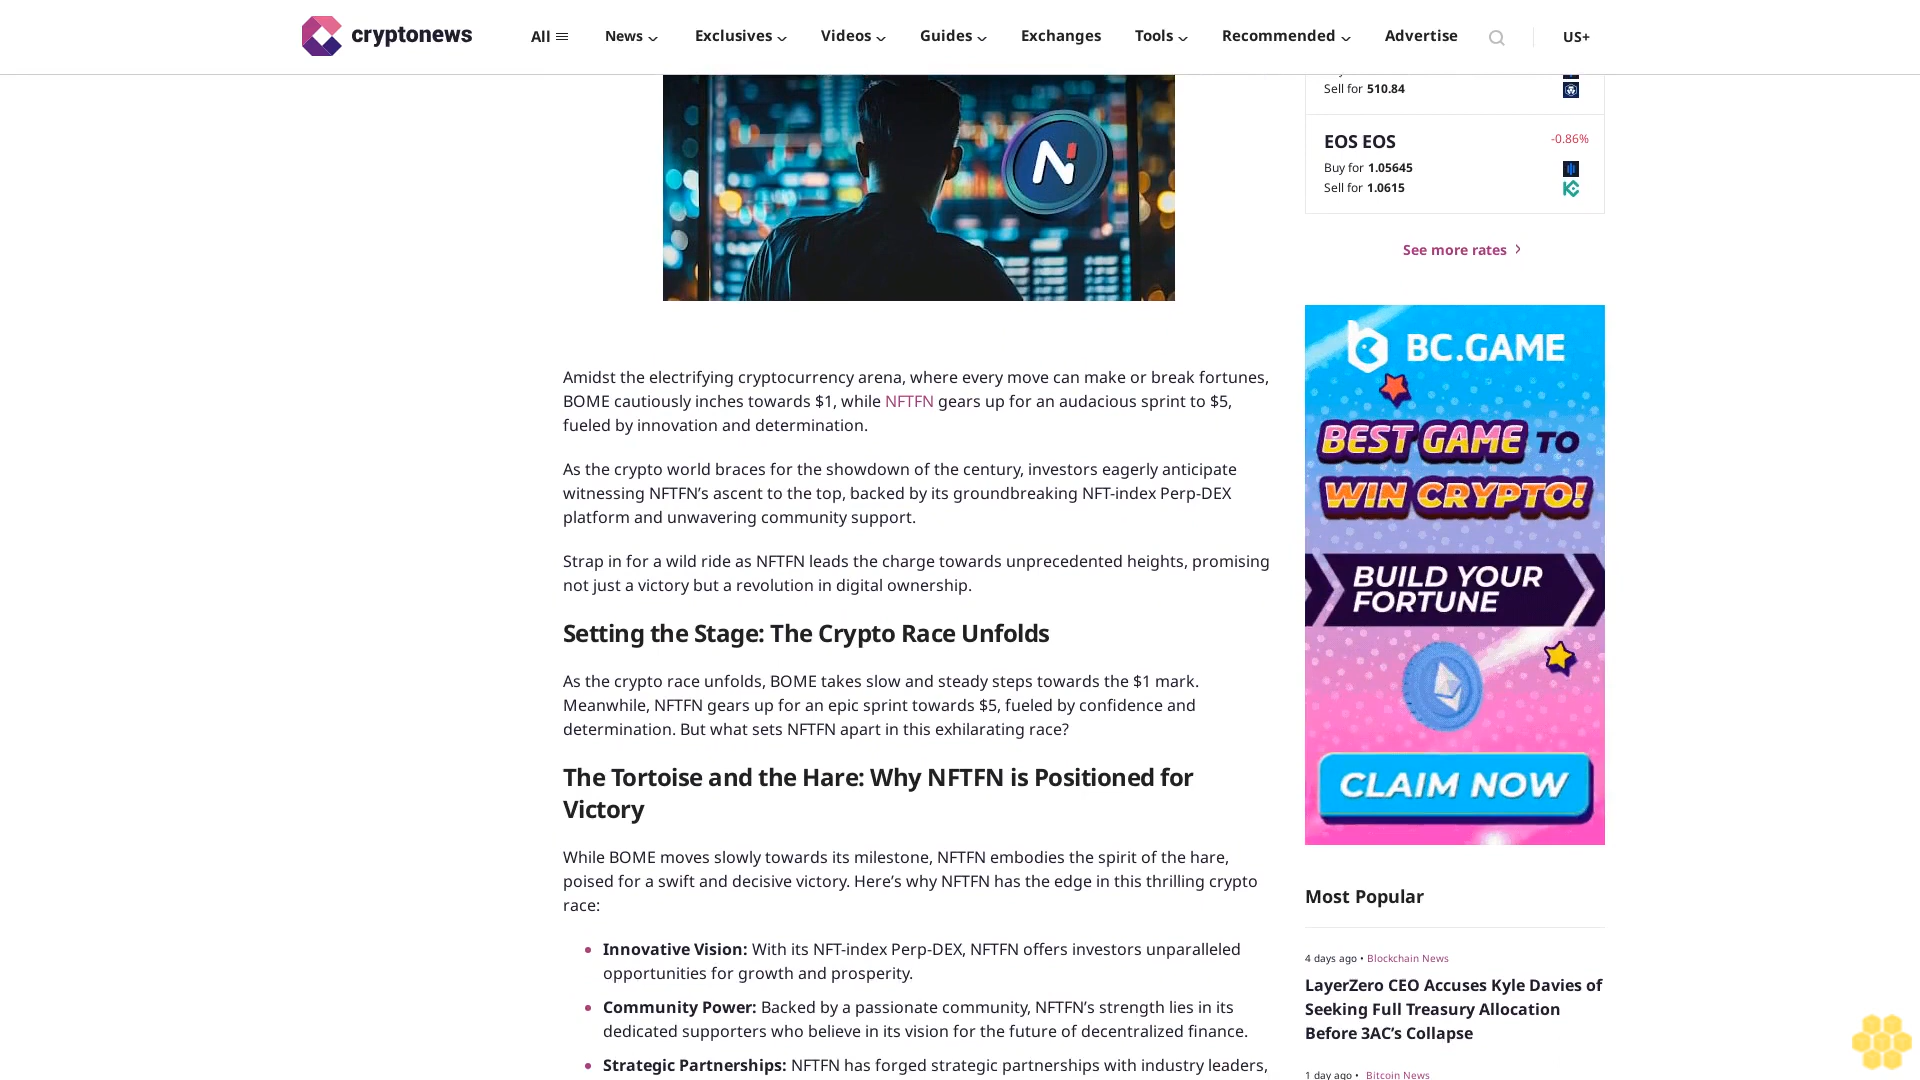 cryptonews
All
News
Exclusives
Videos
Guides
Exchanges
Tools
Recommended
Advertise
US+
N
Amidst the electrifying cryptocurrency arena, where every move can make or break fortunes,
BOME cautiously inches towards $1, while NFTFN gears up for an audacious sprint to $5,
fueled by innovation and determination.
As the crypto world braces for the showdown of the century, investors eagerly anticipate
witnessing NFTFN’s ascent to the top, backed by its groundbreaking NFT-index Perp-DEX
platform and unwavering community support.
Strap in for a wild ride as NFTFN leads the charge towards unprecedented heights, promising
not just a victory but a revolution in digital ownership.
Setting the Stage: The Crypto Race Unfolds
As the crypto race unfolds, BOME takes slow and steady steps towards the $1 mark.
Meanwhile, NFTFN gears up for an epic sprint towards $5, fueled by confidence and
determination. But what sets NFTFN apart in this exhilarating race?
The Tortoise and the Hare: Why NFTFN is Positioned for
Victory
While BOME moves slowly towards its milestone, NFTFN embodies the spirit of the hare,
poised for a swift and decisive victory. Here’s why NFTFN has the edge in this thrilling crypto
race:
Innovative Vision: With its NFT-index Perp-DEX, NFTFN offers investors unparalleled
opportunities for growth and prosperity.
Community Power: Backed by a passionate community, NFTFN’s strength lies in its
dedicated supporters who believe in its vision for the future of decentralized finance.
Strategic Partnerships: NFTFN has forged strategic partnerships with industry leaders,
Sell for 510.84
EOS EOS
-0.86%
Buy for 1.05645
Sell for 1.0615
See more rates
BC.GAME
BEST GAME TO
WIN CRYPTO!
BUILD YOUR
FORTUNE
CLAIM NOW
Most Popular
4 days ago • Blockchain News
LayerZero CEO Accuses Kyle Davies of
Seeking Full Treasury Allocation
Before 3AC’s Collapse
1 day ago • Bitcoin News